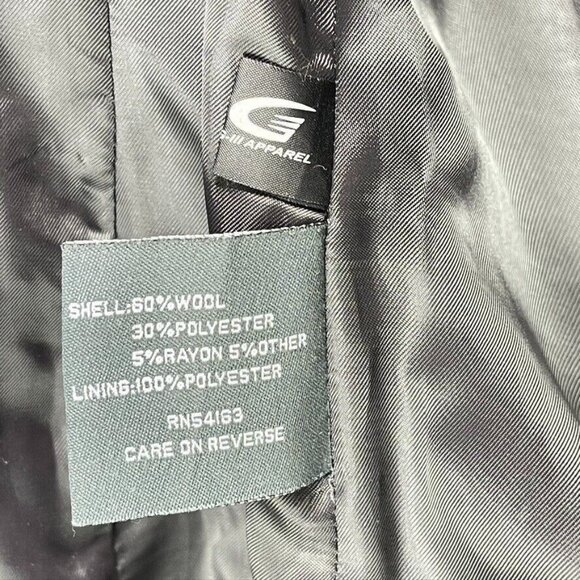 -III APPAREL
SHELL:60%WOOL
30%POLYESTER
5%RAYON 5%OTHER
LINING:100%POLYESTER
RN54163
CARE ON REVERSE